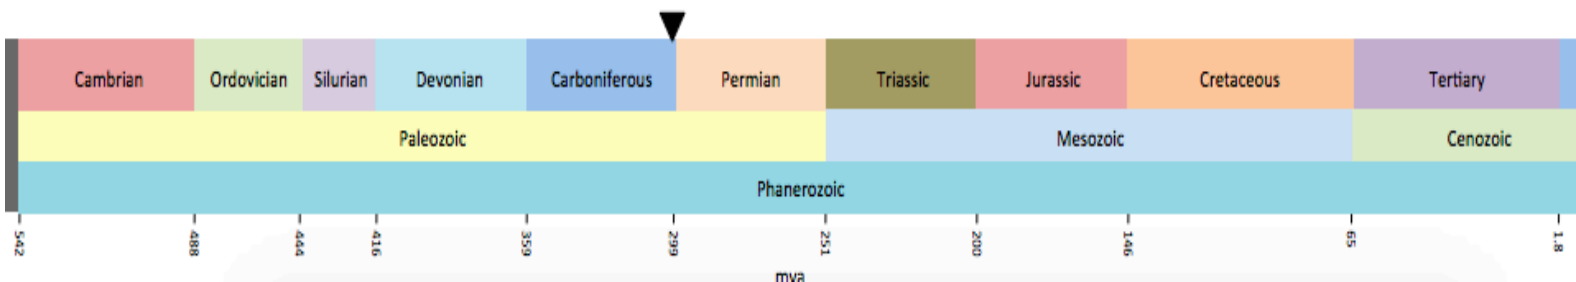 Cambrian Ordovician Silurian Devonian Carboniferous Permian Triassic Jurassic Cretaceous Tertiary
Paleozoic Mesozoic Cenozoic
Phanerozoic
542 488 444 416 359 299 251 200 146 65 1.8
mya